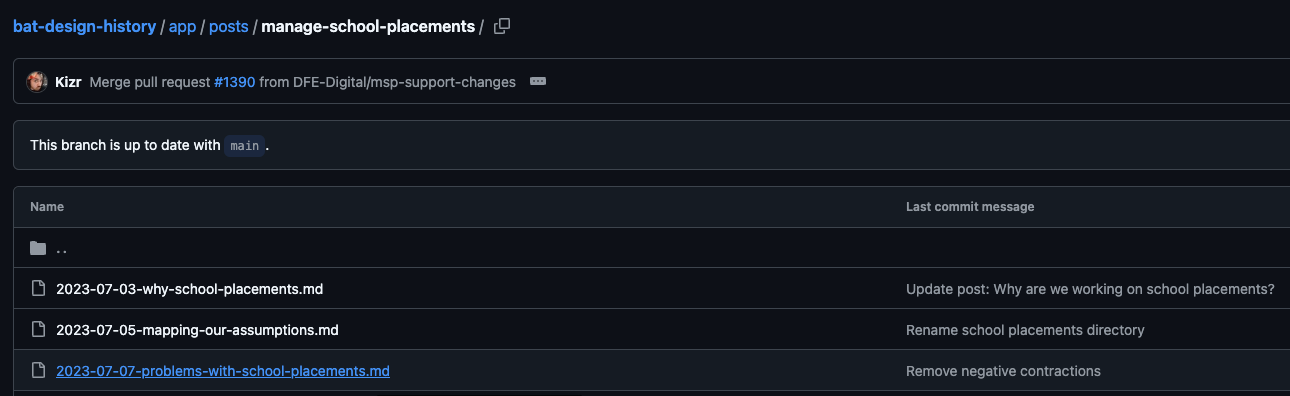 bat-design-history / app / posts / manage-school-placements /
Kizr Merge pull request #1390 from DFE-Digital/msp-support-changes
This branch is up to date with main.
Name Last commit message
..
2023-07-03-why-school-placements.md Update post: Why are we working on school placements?
2023-07-05-mapping-our-assumptions.md Rename school placements directory
2023-07-07-problems-with-school-placements.md Remove negative contractions